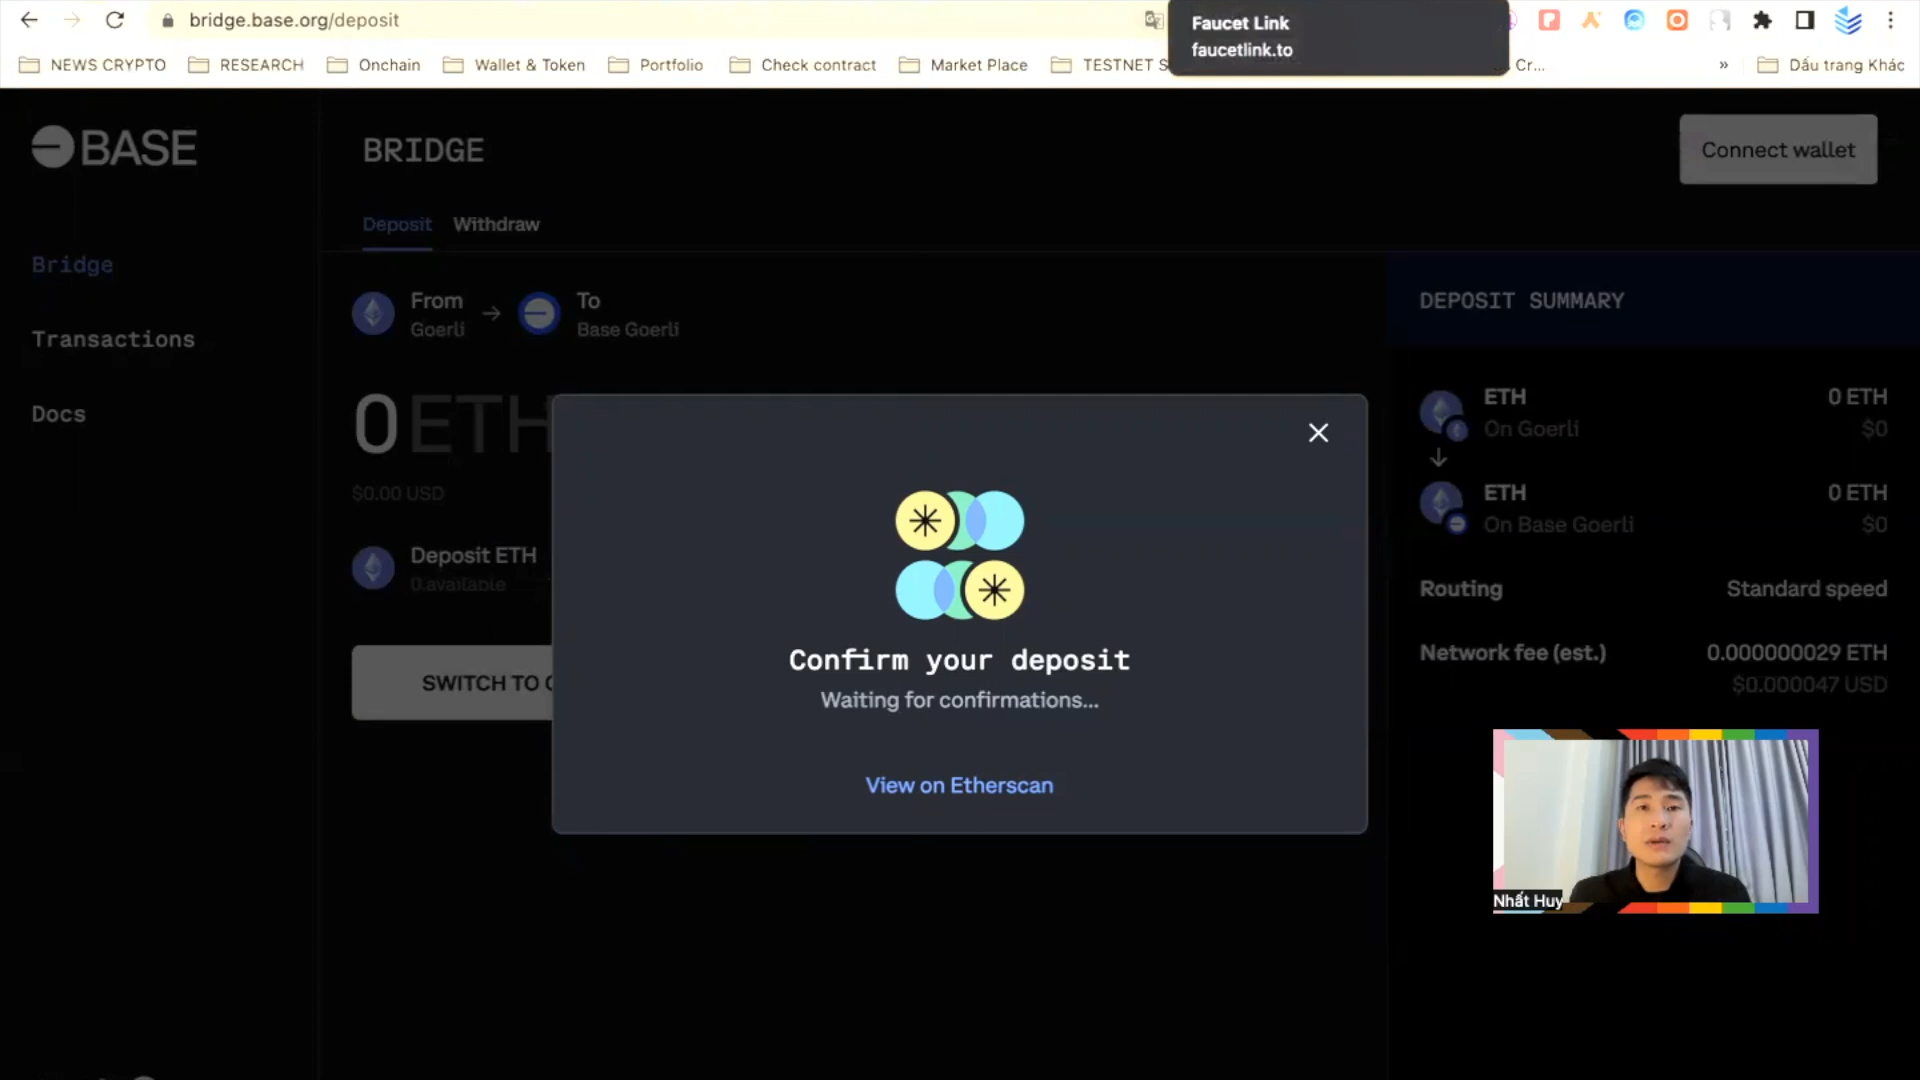 bridge.base.org/deposit
Faucet Link
faucetlink.to
NEWS CRYPTO
RESEARCH
Onchain
Wallet & Token
Portfolio
Check contract
Market Place
TESTNET S
Cr...
»
Dấu trang Khác
BASE
BRIDGE
Connect wallet
Deposit
Withdraw
Bridge
Transactions
Docs
From
Goerli
To
Base Goerli
0 ETH
$0.00 USD
Deposit ETH
0 available
SWITCH TO
Confirm your deposit
Waiting for confirmations...
View on Etherscan
DEPOSIT SUMMARY
ETH 0 ETH
On Goerli $0
ETH 0 ETH
On Base Goerli $0
Routing Standard speed
Network fee (est.) 0.000000029 ETH
$0.000047 USD
Nhất Huy